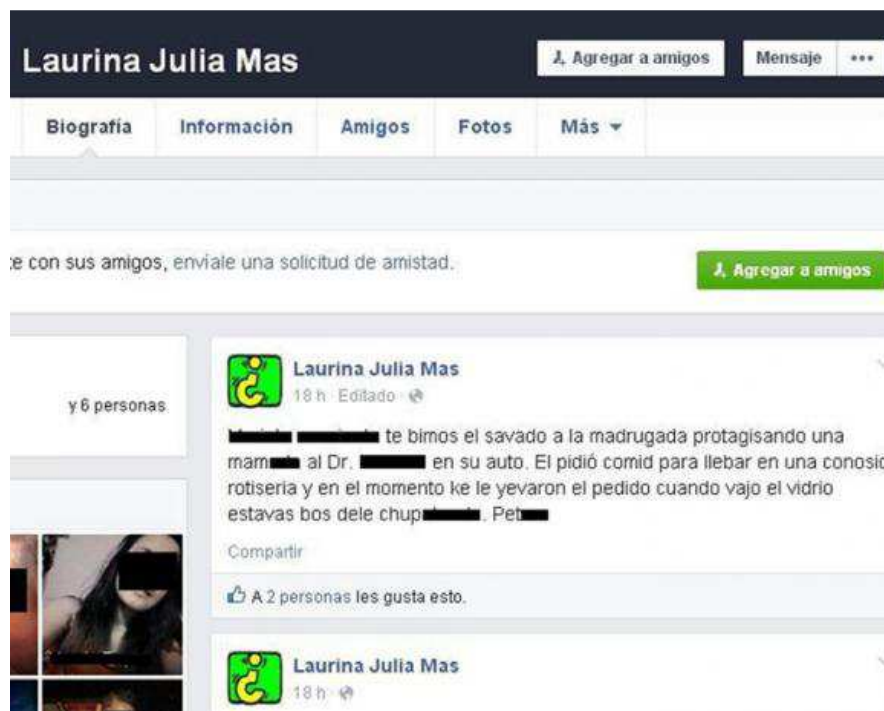 Laurina Julia Mas
Agregar a amigos
Mensaje
Biografía
Información
Amigos
Fotos
Más
con sus amigos, envíale una solicitud de amistad.
Agregar a amigos
y 6 personas
Laurina Julia Mas
18 h · Editado ·
te bimos el savado a la madrugada protagisando una
mam al Dr. en su auto. El pidió comid para llebar en una conosid
rotiseria y en el momento ke le yevaron el pedido cuando vajo el vidrio
estavas bos dele chup . Pet
Compartir
A 2 personas les gusta esto.
Laurina Julia Mas
18 h ·